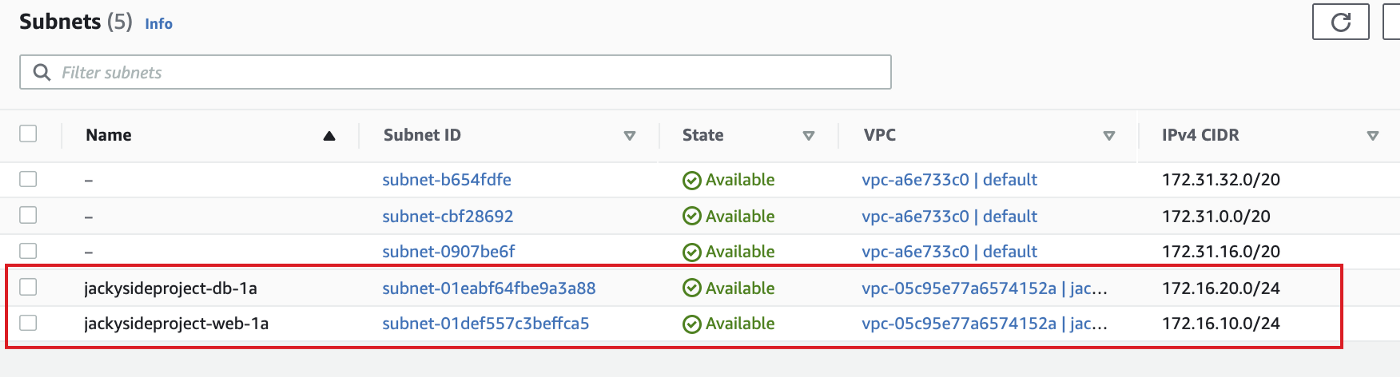 Subnets (5) Info
Filter subnets
Name Subnet ID State VPC IPv4 CIDR
– subnet-b654fdfe Available vpc-a6e733c0 | default 172.31.32.0/20
– subnet-cbf28692 Available vpc-a6e733c0 | default 172.31.0.0/20
– subnet-0907be6f Available vpc-a6e733c0 | default 172.31.16.0/20
jackysideproject-db-1a subnet-01eabf64fbe9a3a88 Available vpc-05c95e77a6574152a | jac... 172.16.20.0/24
jackysideproject-web-1a subnet-01def557c3beffca5 Available vpc-05c95e77a6574152a | jac... 172.16.10.0/24